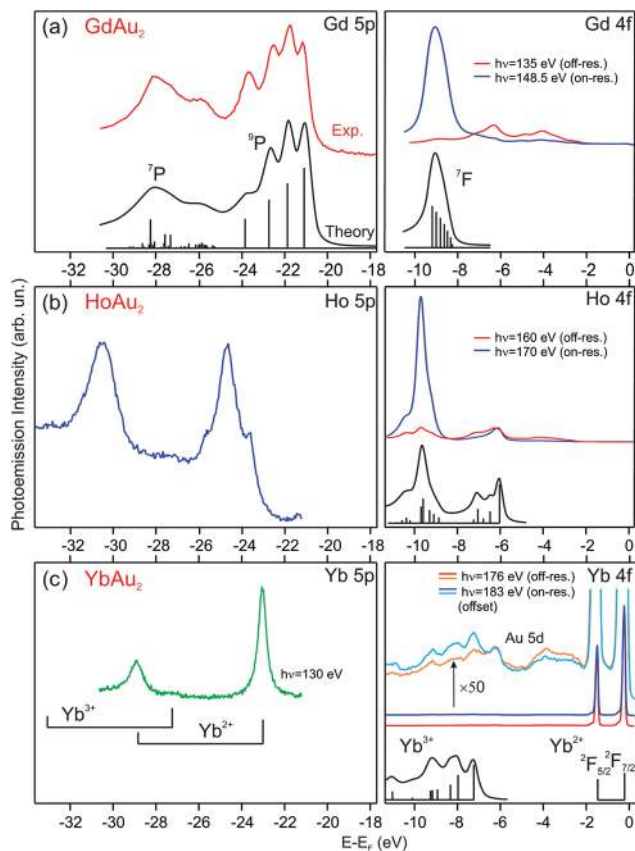 (a) GdAu₂ Gd 5p
Exp.
⁹P
⁷P
Theory
-32 -30 -28 -26 -24 -22 -20 -18
Gd 4f
hν=135 eV (off-res.)
hν=148.5 eV (on-res.)
⁷F
-10 -8 -6 -4 -2 0
(b) HoAu₂ Ho 5p
-32 -30 -28 -26 -24 -22 -20 -18
Ho 4f
hν=160 eV (off-res.)
hν=170 eV (on-res.)
-10 -8 -6 -4 -2 0
(c) YbAu₂ Yb 5p
hν=130 eV
Yb³⁺
Yb²⁺
-32 -30 -28 -26 -24 -22 -20 -18
Yb 4f
hν=176 eV (off-res.)
hν=183 eV (on-res.)
(offset)
Au 5d
×50
Yb³⁺ Yb²⁺
²F₅/₂ ²F₇/₂
-10 -8 -6 -4 -2 0
E-E_F (eV)
Photoemission Intensity (arb. un.)